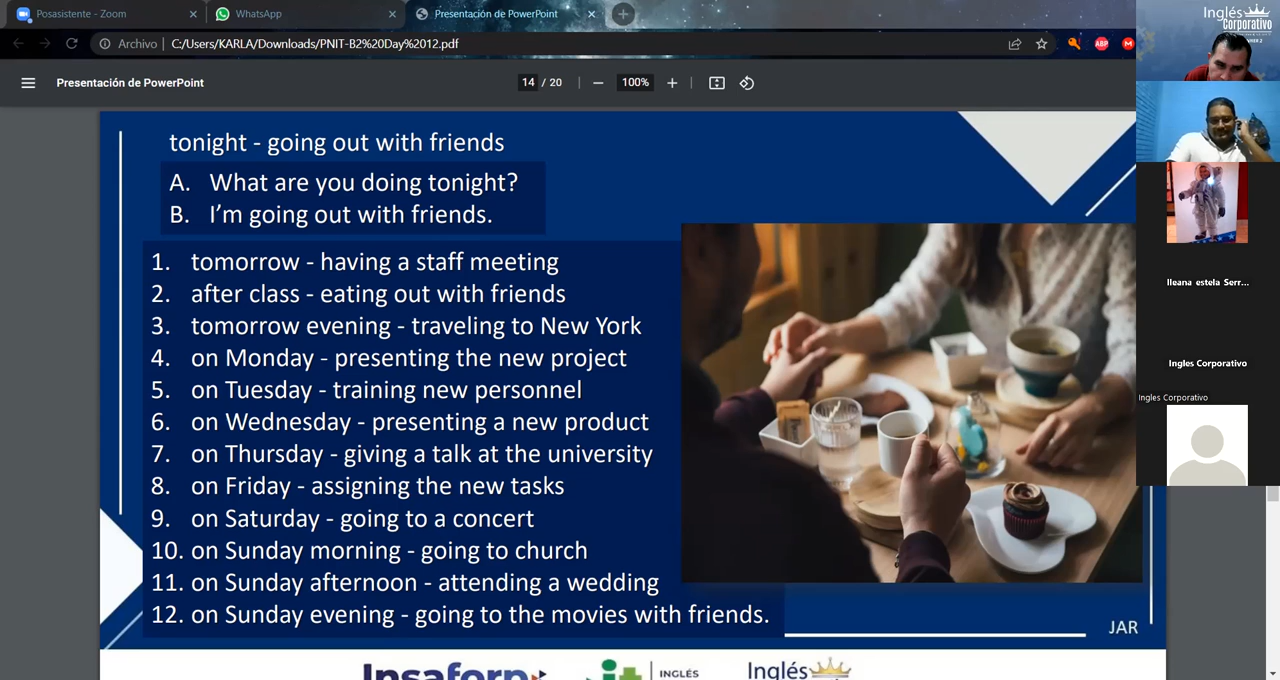 Posasistente - Zoom
WhatsApp
Presentación de PowerPoint
Archivo
C:/Users/KARLA/Downloads/PNIT-B2%20Day%2012.pdf
ABP
M
Presentación de PowerPoint
14 / 20
100%
tonight - going out with friends
A. What are you doing tonight?
B. I'm going out with friends.
1. tomorrow - having a staff meeting
2. after class - eating out with friends
3. tomorrow evening - traveling to New York
4. on Monday - presenting the new project
5. on Tuesday - training new personnel
6. on Wednesday - presenting a new product
7. on Thursday - giving a talk at the university
8. on Friday - assigning the new tasks
9. on Saturday - going to a concert
10. on Sunday morning - going to church
11. on Sunday afternoon - attending a wedding
12. on Sunday evening - going to the movies with friends.
JAR
Insaforp
INGLÉS
Inglés
Inglés
Corporativo
Ileana estela Serr...
Ingles Corporativo
Ingles Corporativo